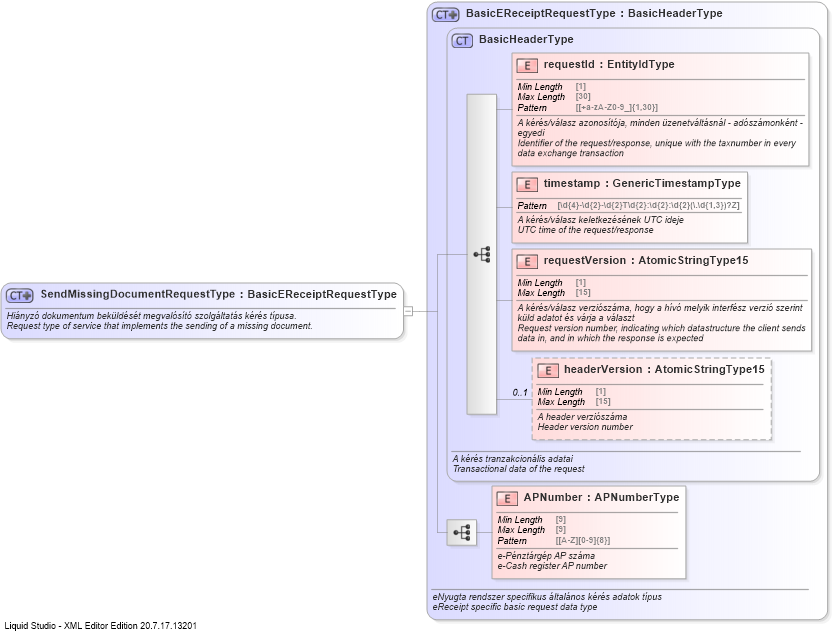 CT BasicEReceiptRequestType : BasicHeaderType
CT BasicHeaderType
E requestId : EntityIdType
Min Length [1]
Max Length [30]
Pattern [[+a-zA-Z0-9_]{1,30}]
A kérés/válasz azonosítója, minden üzenetváltásnál - adószámonként -
egyedi
Identifier of the request/response, unique with the taxnumber in every
data exchange transaction
E timestamp : GenericTimestampType
Pattern [\d{4}-\d{2}-\d{2}T\d{2}:\d{2}:\d{2}(\.\d{1,3})?Z]
A kérés/válasz keletkezésének UTC ideje
UTC time of the request/response
E requestVersion : AtomicStringType15
Min Length [1]
Max Length [15]
A kérés/válasz verziószáma, hogy a hívó melyik interfész verzió szerint
küld adatot és várja a választ
Request version number, indicating which datastructure the client sends
data in, and in which the response is expected
CT SendMissingDocumentRequestType : BasicEReceiptRequestType
Hiányzó dokumentum beküldését megvalósító szolgáltatás kérés típusa.
Request type of service that implements the sending of a missing document.
0..1
E headerVersion : AtomicStringType15
Min Length [1]
Max Length [15]
A header verziószáma
Header version number
A kérés tranzakcionális adatai
Transactional data of the request
E APNumber : APNumberType
Min Length [9]
Max Length [9]
Pattern [[A-Z][0-9]{8}]
e-Pénztárgép AP száma
e-Cash register AP number
eNyugta rendszer specifikus általános kérés adatok típus
eReceipt specific basic request data type
Liquid Studio - XML Editor Edition 20.7.17.13201